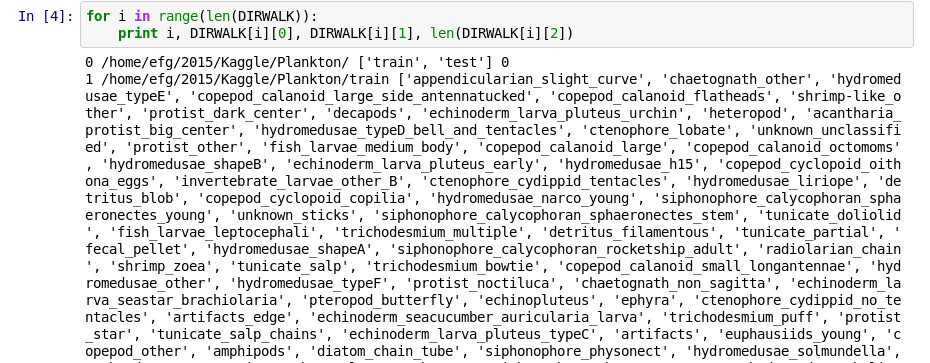 In [4]: for i in range(len(DIRWALK)):
print i, DIRWALK[i][0], DIRWALK[i][1], len(DIRWALK[i][2])
0 /home/efg/2015/Kaggle/Plankton/ ['train', 'test'] 0
1 /home/efg/2015/Kaggle/Plankton/train ['appendicularian_slight_curve', 'chaetognath_other', 'hydromed
usae_typeE', 'copepod_calanoid_large_side_antennatucked', 'copepod_calanoid_flatheads', 'shrimp-like_o
ther', 'protist_dark_center', 'decapods', 'echinoderm_larva_pluteus_urchin', 'heteropod', 'acantharia_
protist_big_center', 'hydromedusae_typeD_bell_and_tentacles', 'ctenophore_lobate', 'unknown_unclassifi
ed', 'protist_other', 'fish_larvae_medium_body', 'copepod_calanoid_large', 'copepod_calanoid_octomoms'
, 'hydromedusae_shapeB', 'echinoderm_larva_pluteus_early', 'hydromedusae_h15', 'copepod_cyclopoid_oith
ona_eggs', 'invertebrate_larvae_other_B', 'ctenophore_cydippid_tentacles', 'hydromedusae_liriope', 'de
tritus_blob', 'copepod_cyclopoid_copilia', 'hydromedusae_narco_young', 'siphonophore_calycophoran_spha
eronectes_young', 'unknown_sticks', 'siphonophore_calycophoran_sphaeronectes_stem', 'tunicate_doliolid
', 'fish_larvae_leptocephali', 'trichodesmium_multiple', 'detritus_filamentous', 'tunicate_partial', '
fecal_pellet', 'hydromedusae_shapeA', 'siphonophore_calycophoran_rocketship_adult', 'radiolarian_chain
', 'shrimp_zoea', 'tunicate_salp', 'trichodesmium_bowtie', 'copepod_calanoid_small_longantennae', 'hyd
romedusae_other', 'hydromedusae_typeF', 'protist_noctiluca', 'chaetognath_non_sagitta', 'echinoderm_la
rva_seastar_brachiolaria', 'pteropod_butterfly', 'echinopluteus', 'ephyra', 'ctenophore_cydippid_no_te
ntacles', 'artifacts_edge', 'echinoderm_seacucumber_auricularia_larva', 'trichodesmium_puff', 'protist
_star', 'tunicate_salp_chains', 'echinoderm_larva_pluteus_typeC', 'artifacts', 'euphausiids_young', 'c
opepod_other', 'amphipods', 'diatom_chain_tube', 'siphonophore_physonect', 'hydromedusae_solmundella',